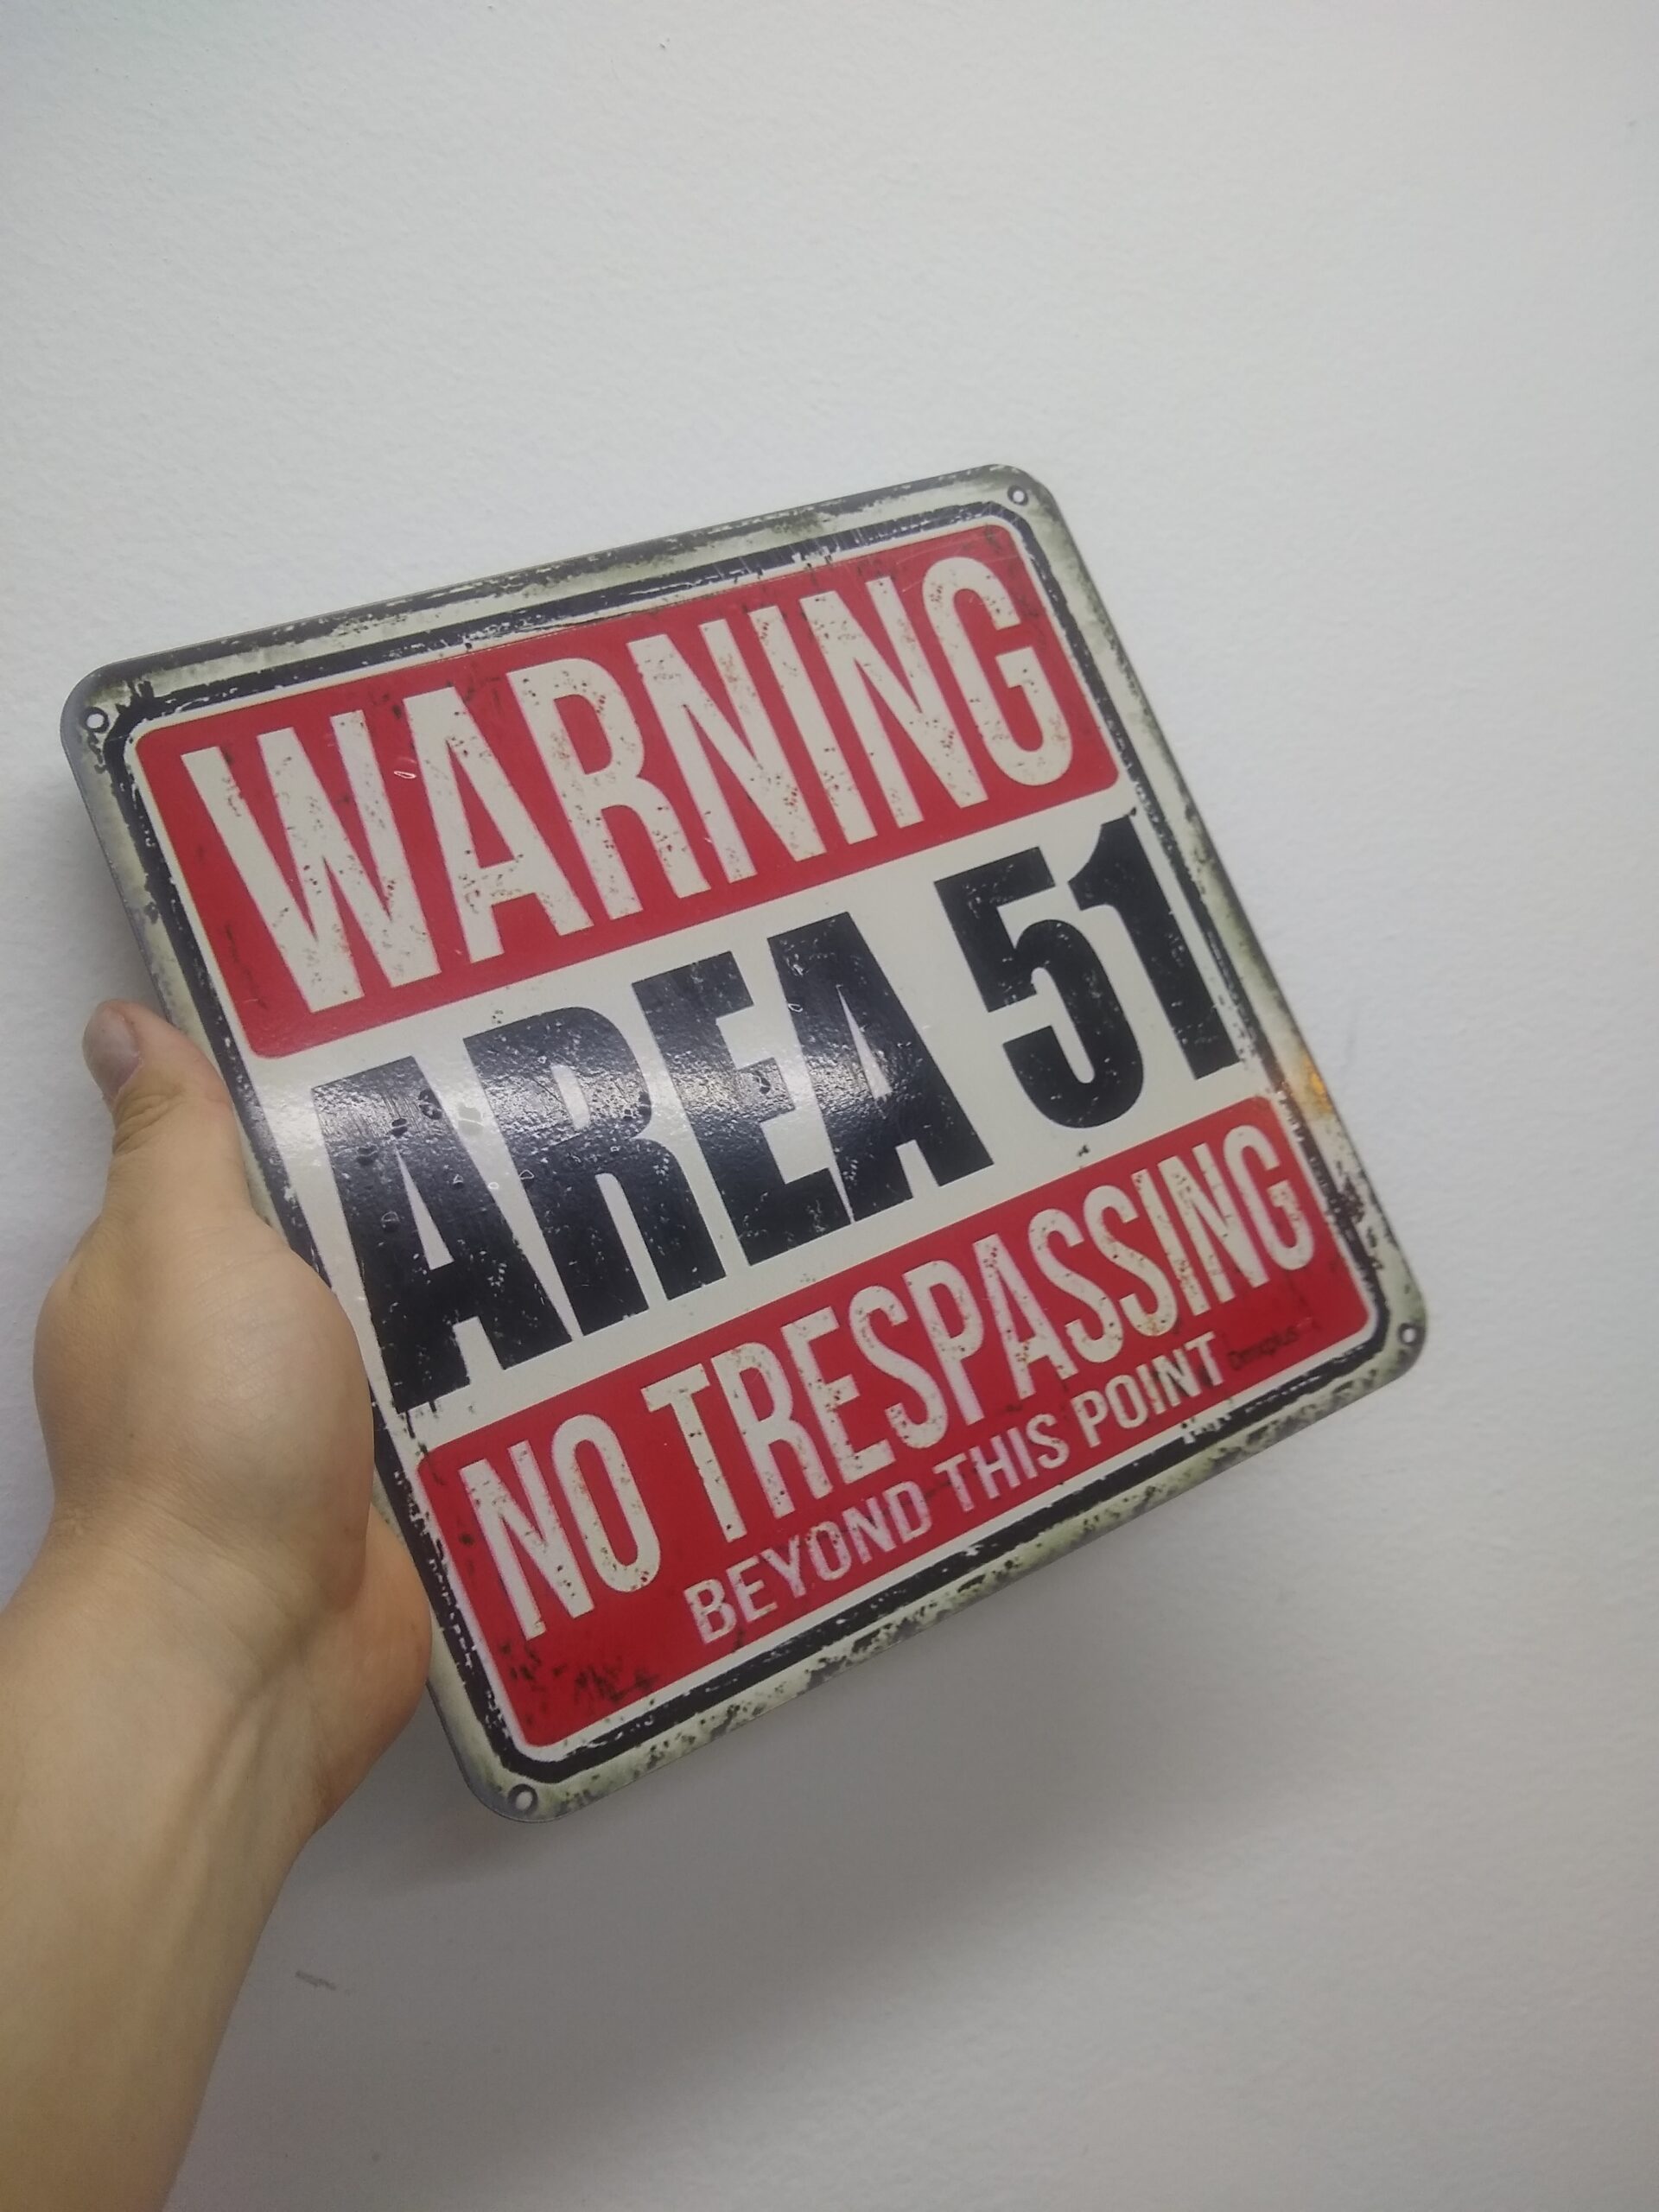 WARNING
AREA 51
NO TRESPASSING
BEYOND THIS POINT